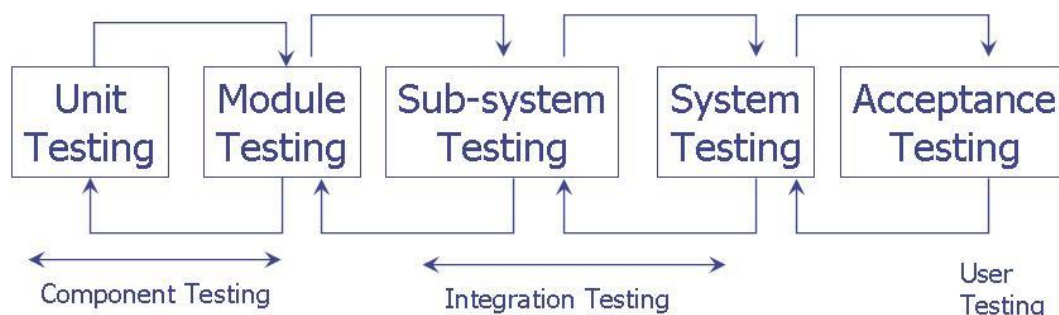 Unit
Testing
Module
Testing
Sub-system
Testing
System
Testing
Acceptance
Testing
Component Testing
Integration Testing
User
Testing